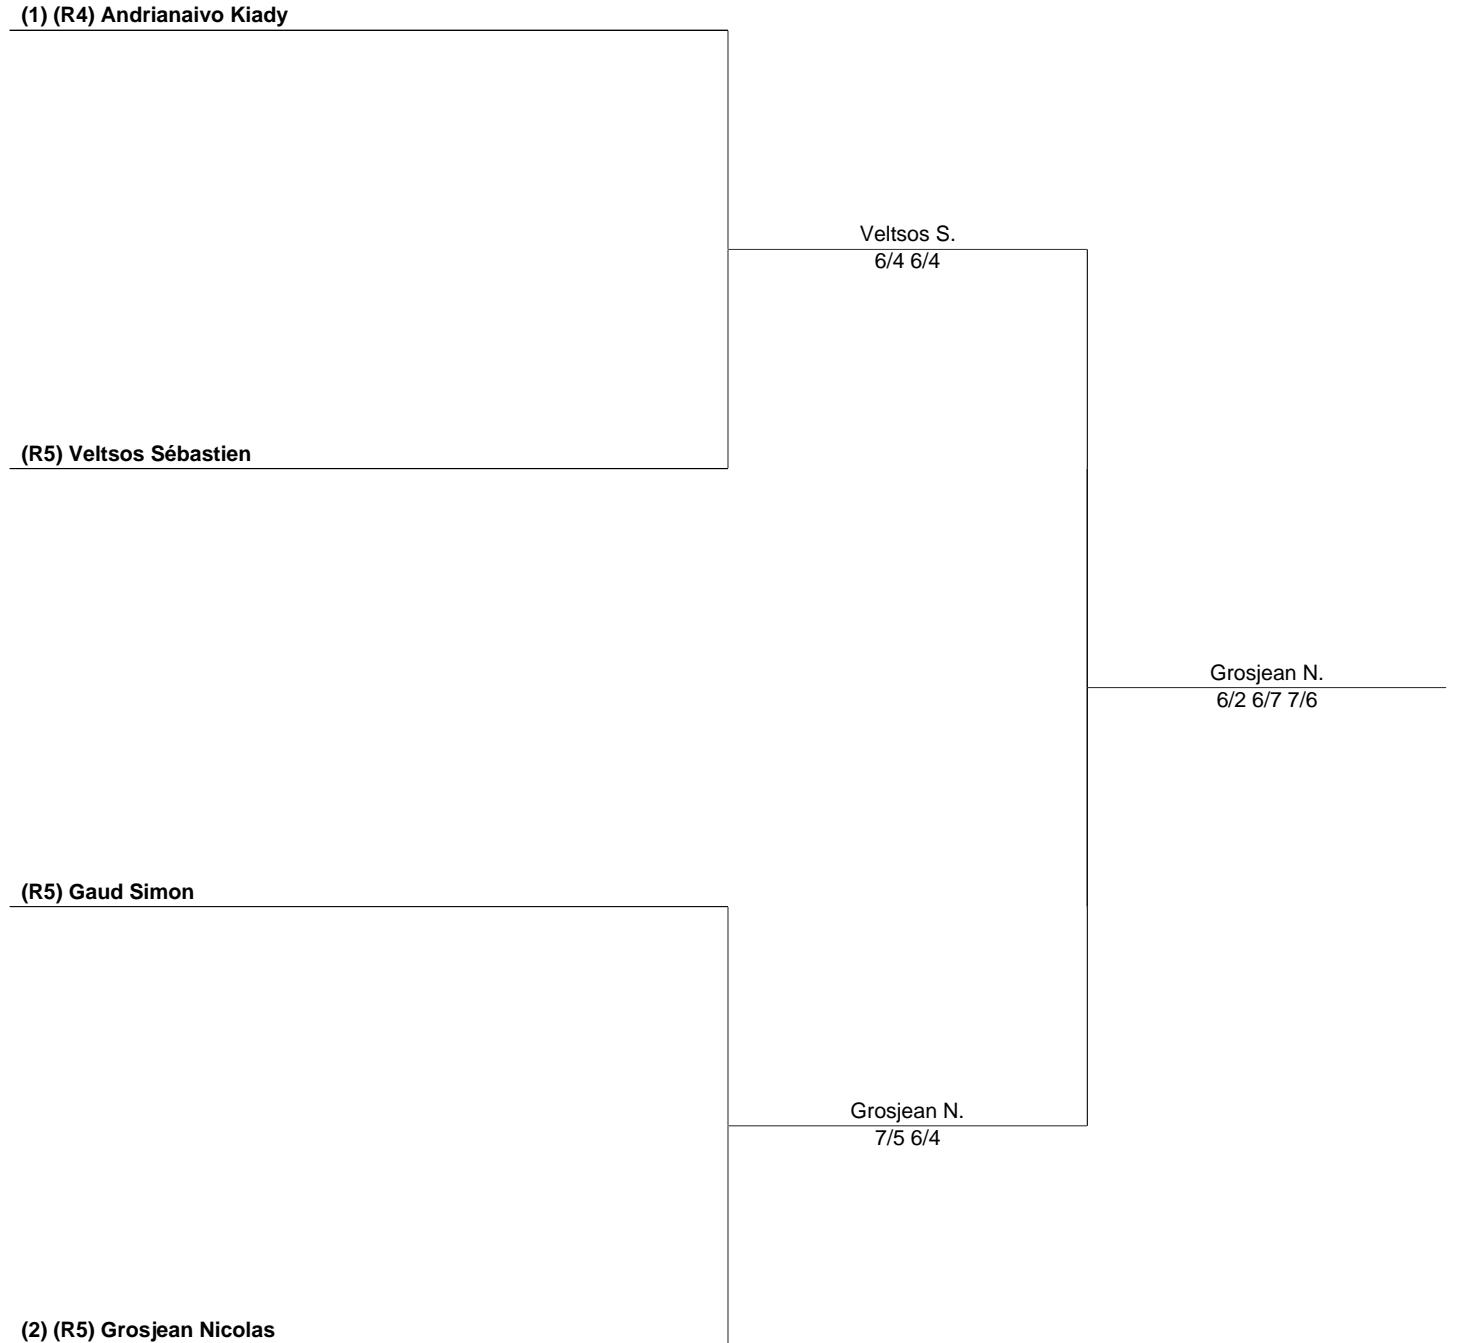 (1) (R4) Andrianaivo Kiady
Veltsos S.
6/4 6/4
(R5) Veltsos Sébastien
Grosjean N.
6/2 6/7 7/6
(R5) Gaud Simon
Grosjean N.
7/5 6/4
(2) (R5) Grosjean Nicolas